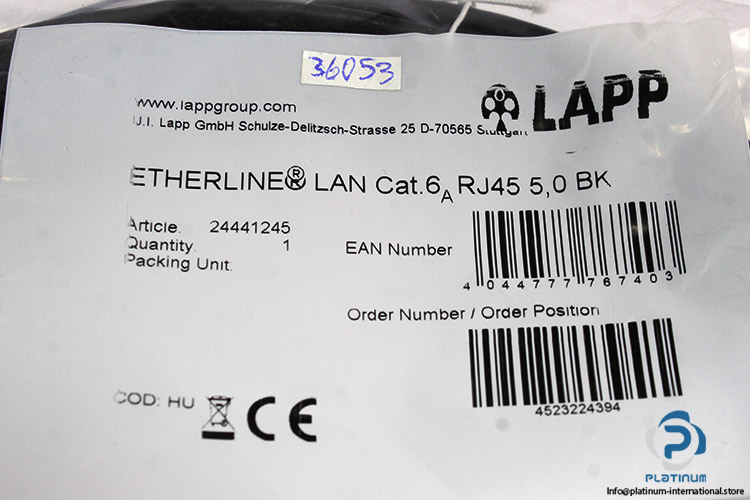 36053
LAPP
www.lappgroup.com
U.I. Lapp GmbH Schulze-Delitzsch-Strasse 25 D-70565 Stuttgart
ETHERLINE® LAN Cat.6A RJ45 5,0 BK
Article. 24441245
Quantity 1
Packing Unit
EAN Number
4 044777 767403
Order Number / Order Position
4523224394
COD: HU
CE
PLATINUM
Info@platinum-international.store